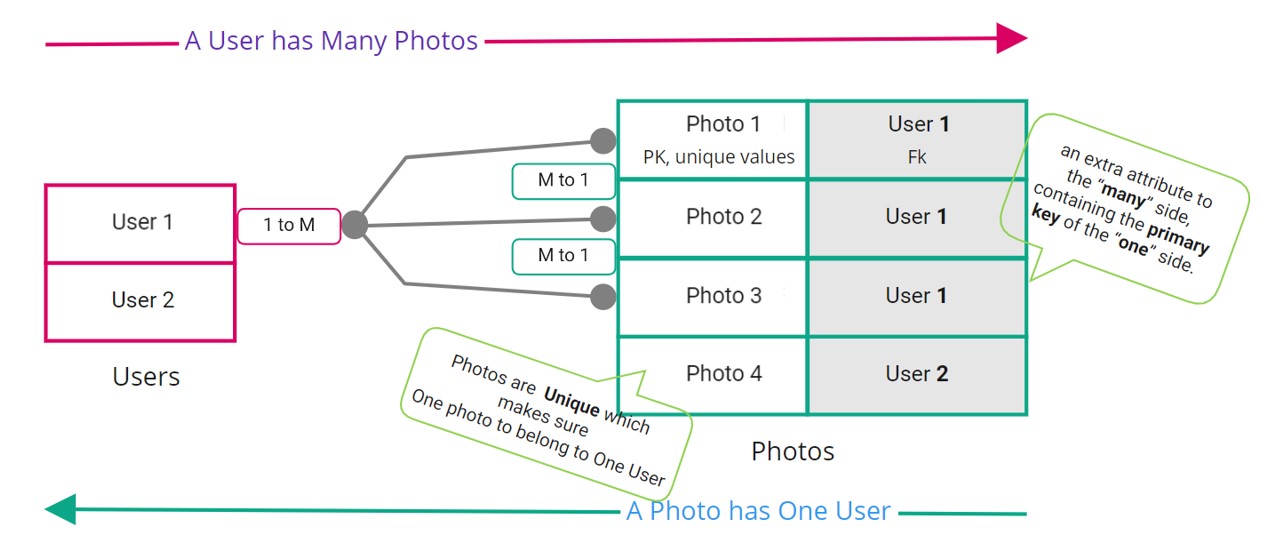 A User has Many Photos
Photo 1
User 1
PK, unique values
Fk
an extra attribute to
the “many” side,
containing the primary
key of the “one” side.
M to 1
User 1
1 to M
Photo 2
User 1
M to 1
User 2
Photo 3
User 1
Users
Photos are Unique which
makes sure
One photo to belong to One User
Photo 4
User 2
Photos
A Photo has One User